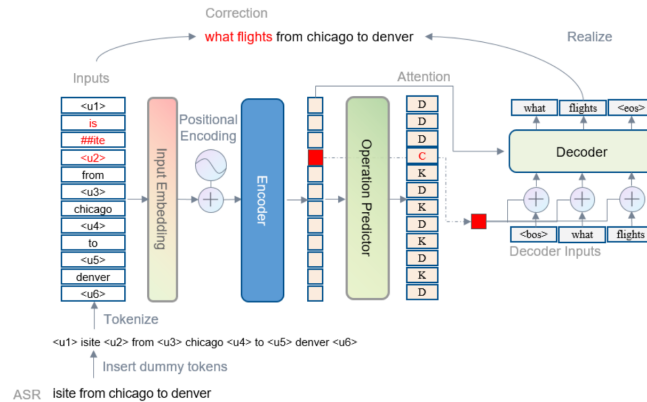 Correction
what flights from chicago to denver
Realize
Inputs
Attention
<u1>
is
##ite
<u2>
from
<u3>
chicago
<u4>
to
<u5>
denver
<u6>
Input Embedding
Positional
Encoding
Encoder
Operation Predictor
D
D
D
C
K
D
K
D
K
D
K
D
what flights <eos>
Decoder
<bos> what flights
Decoder Inputs
Tokenize
<u1> isite <u2> from <u3> chicago <u4> to <u5> denver <u6>
Insert dummy tokens
ASR isite from chicago to denver